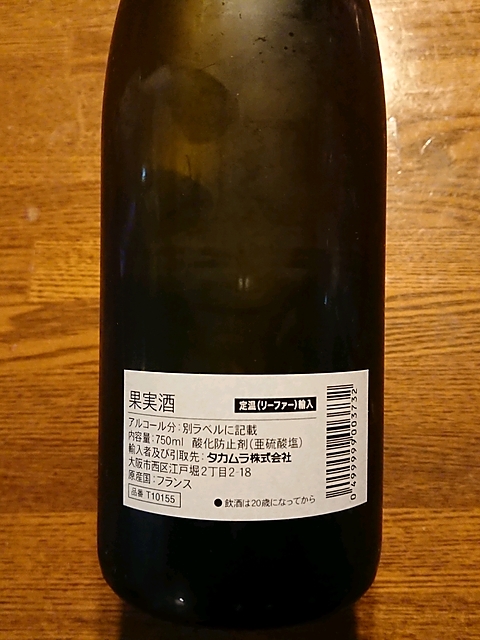 果実酒
定温(リーファー)輸入
アルコール分:別ラベルに記載
内容量:750ml 酸化防止剤(亜硫酸塩)
輸入者及び引取先:タカムラ株式会社
大阪市西区江戸堀2丁目2-18
原産国:フランス
品番 T10155
●飲酒は20歳になってから
0 499999 003732